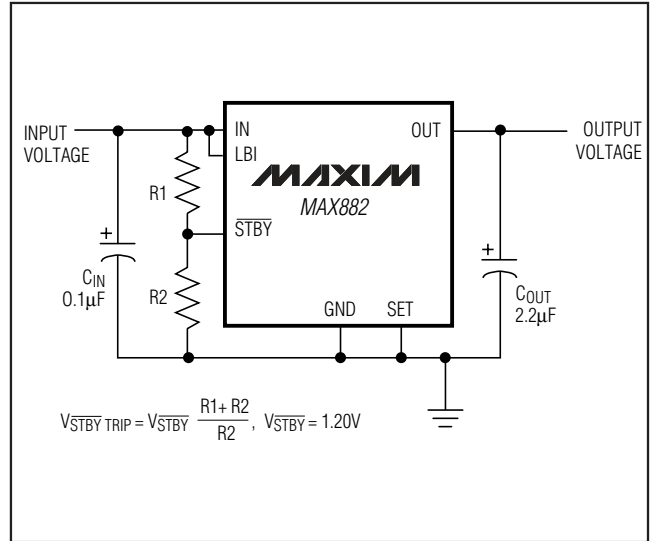 INPUT
VOLTAGE
IN
LBI
OUT
OUTPUT
VOLTAGE
MAXIM
MAX882
R1
STBY
+
CIN
0.1µF
R2
GND
SET
+
COUT
2.2µF
VSTBY TRIP = VSTBY (R1+ R2)/R2, VSTBY = 1.20V